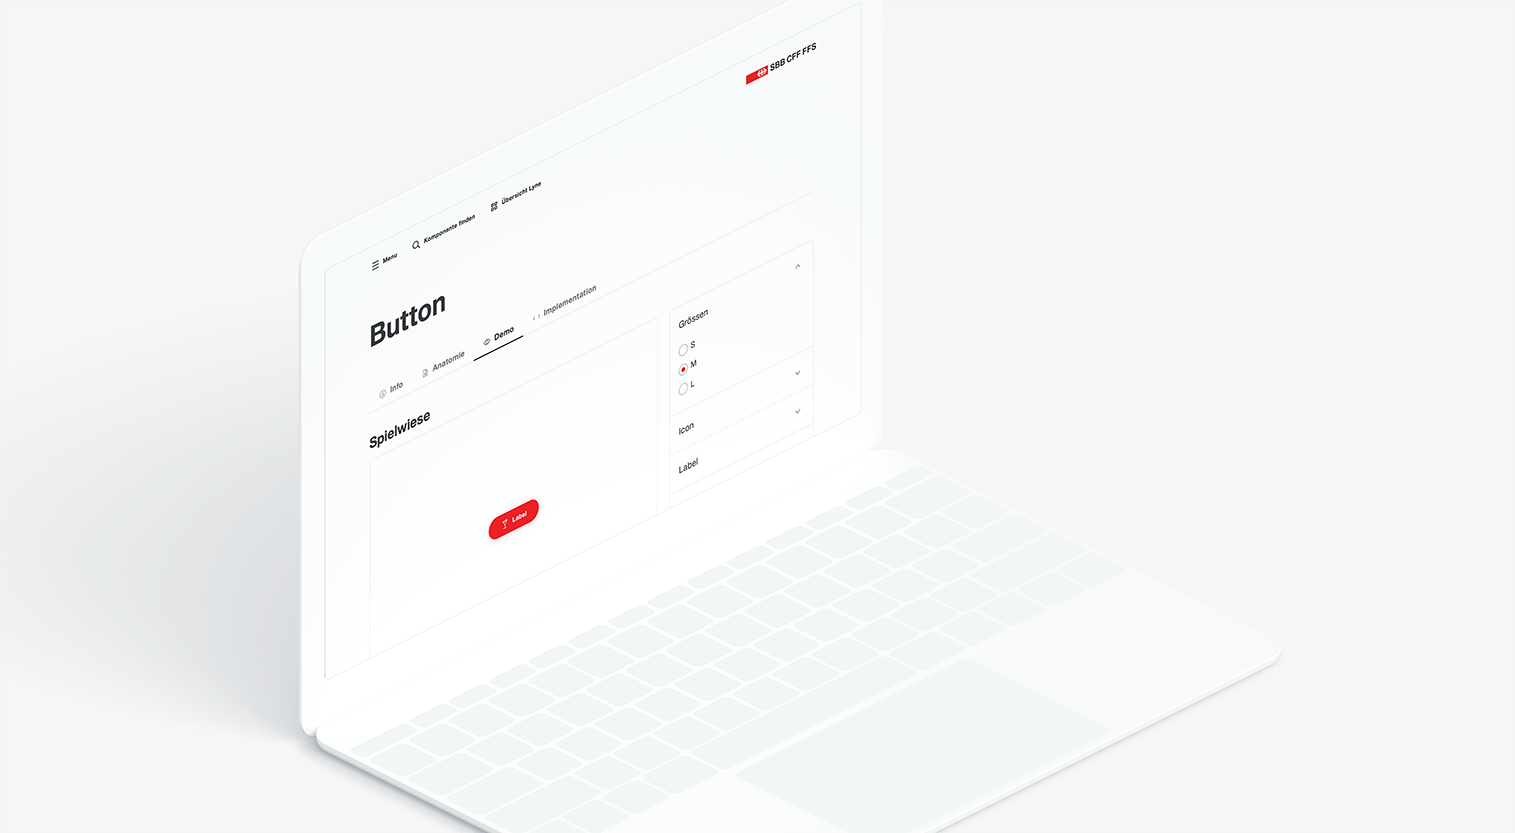 SBB CFF FFS
Menu
Komponente finden
Übersicht Lyne
Button
Info
Anatomie
Demo
Implementation
Spielwiese
Label
Grössen
S
M
L
Icon
Label